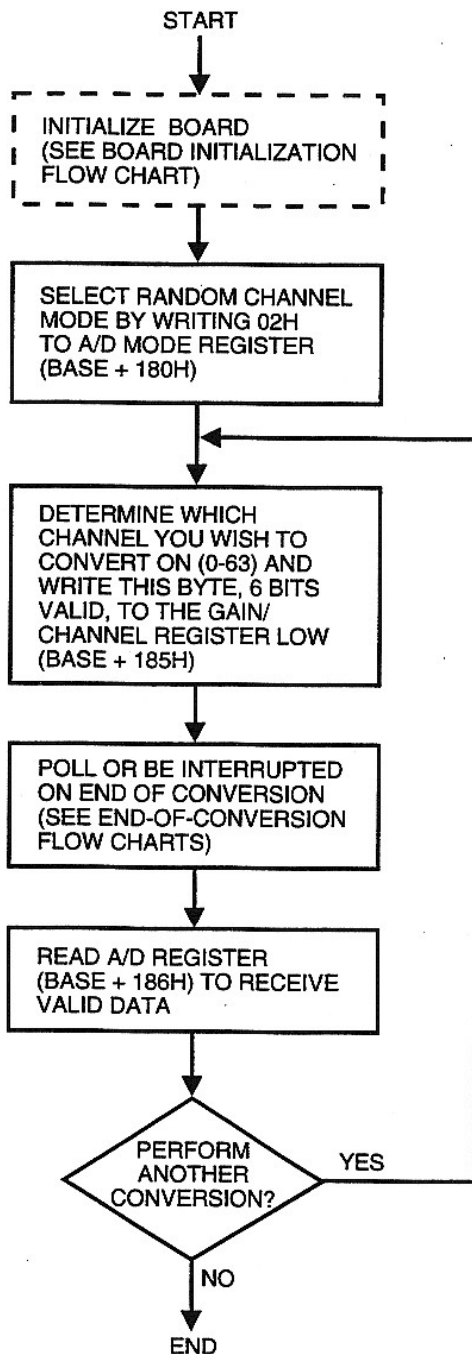 START
INITIALIZE BOARD
(SEE BOARD INITIALIZATION
FLOW CHART)
SELECT RANDOM CHANNEL
MODE BY WRITING 02H
TO A/D MODE REGISTER
(BASE + 180H)
DETERMINE WHICH
CHANNEL YOU WISH TO
CONVERT ON (0-63) AND
WRITE THIS BYTE, 6 BITS
VALID, TO THE GAIN/
CHANNEL REGISTER LOW
(BASE + 185H)
POLL OR BE INTERRUPTED
ON END OF CONVERSION
(SEE END-OF-CONVERSION
FLOW CHARTS)
READ A/D REGISTER
(BASE + 186H) TO RECEIVE
VALID DATA
PERFORM
ANOTHER
CONVERSION?
YES
NO
END